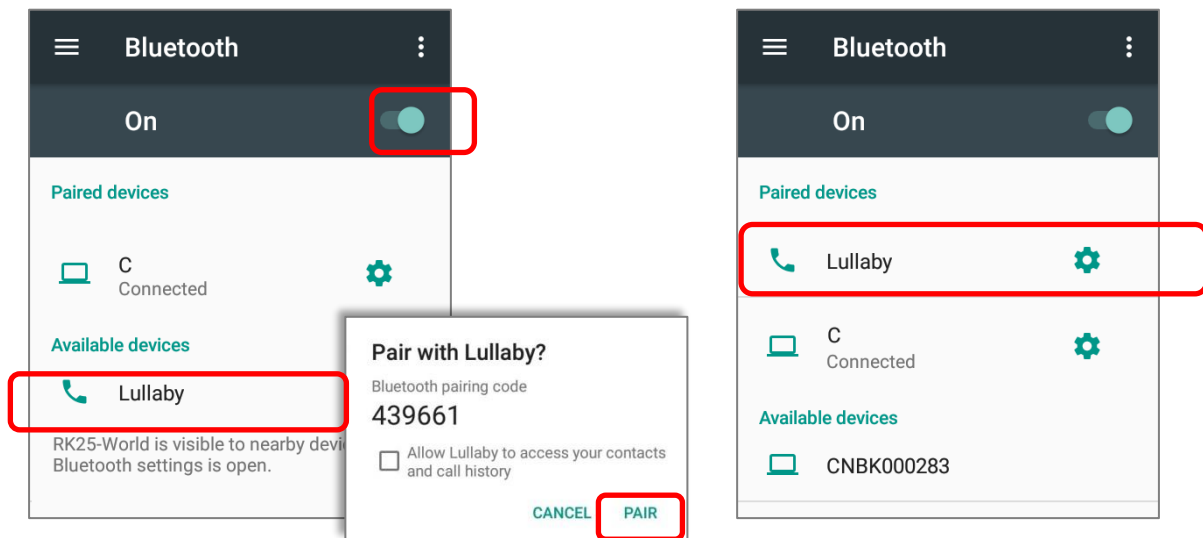 Bluetooth
On
Paired devices
C
Connected
Available devices
Lullaby
RK25-World is visible to nearby
Bluetooth settings is open.
Pair with Lullaby?
Bluetooth pairing code
439661
Allow Lullaby to access your contacts
and call history
CANCEL PAIR
Bluetooth
On
Paired devices
Lullaby
C
Connected
Available devices
CNBK000283